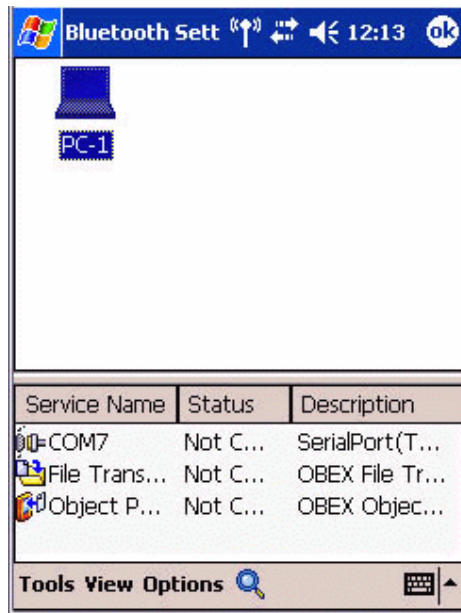 Bluetooth Sett 12:13 ok
PC-1
Service Name Status Description
COM7 Not C... SerialPort(T...
File Trans... Not C... OBEX File Tr...
Object P... Not C... OBEX Objec...
Tools View Options